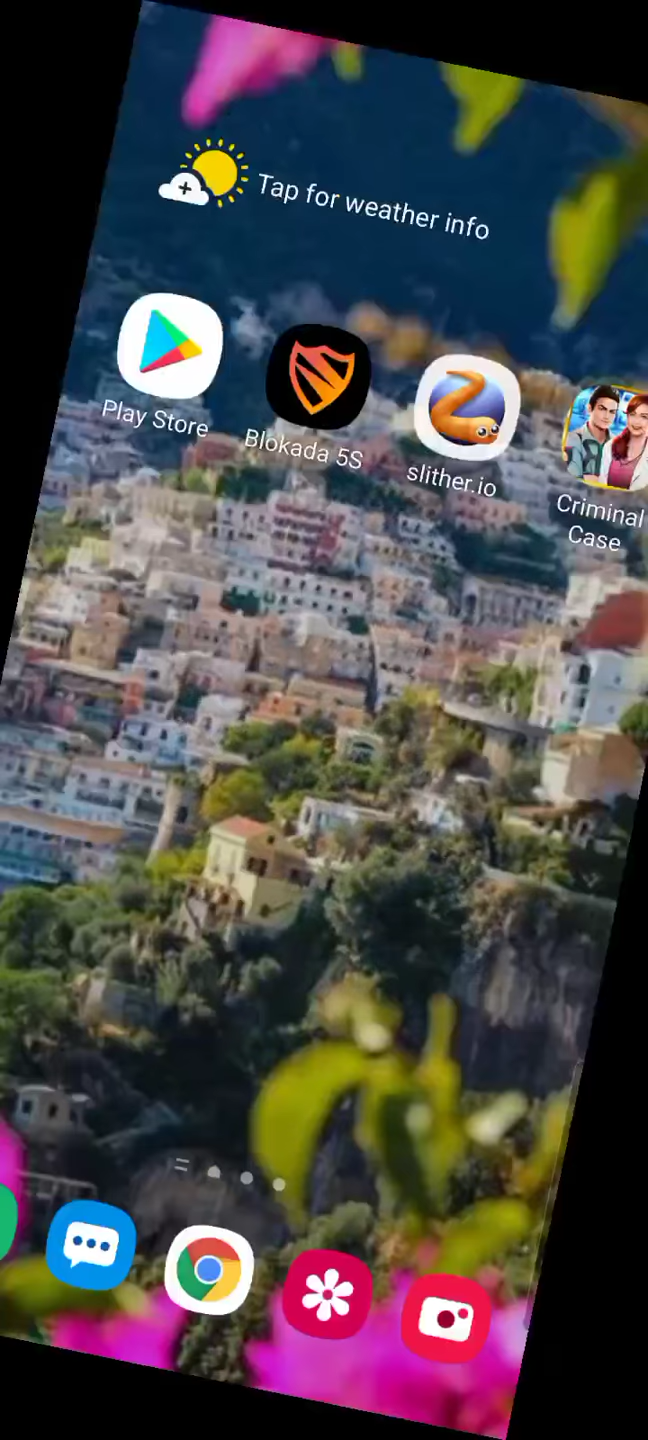 Tap for weather info
Play Store
Blokada 5S
slither.io
Criminal
Case